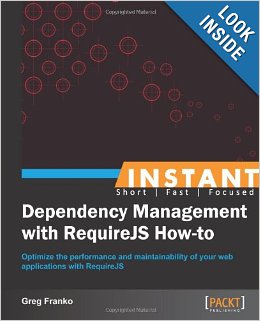 LOOK
INSIDE
INSTANT
Short | Fast | Focused
Dependency Management
with RequireJS How-to
Optimize the performance and maintainability of your web
applications with RequireJS
Greg Franko
PACKT
PUBLISHING